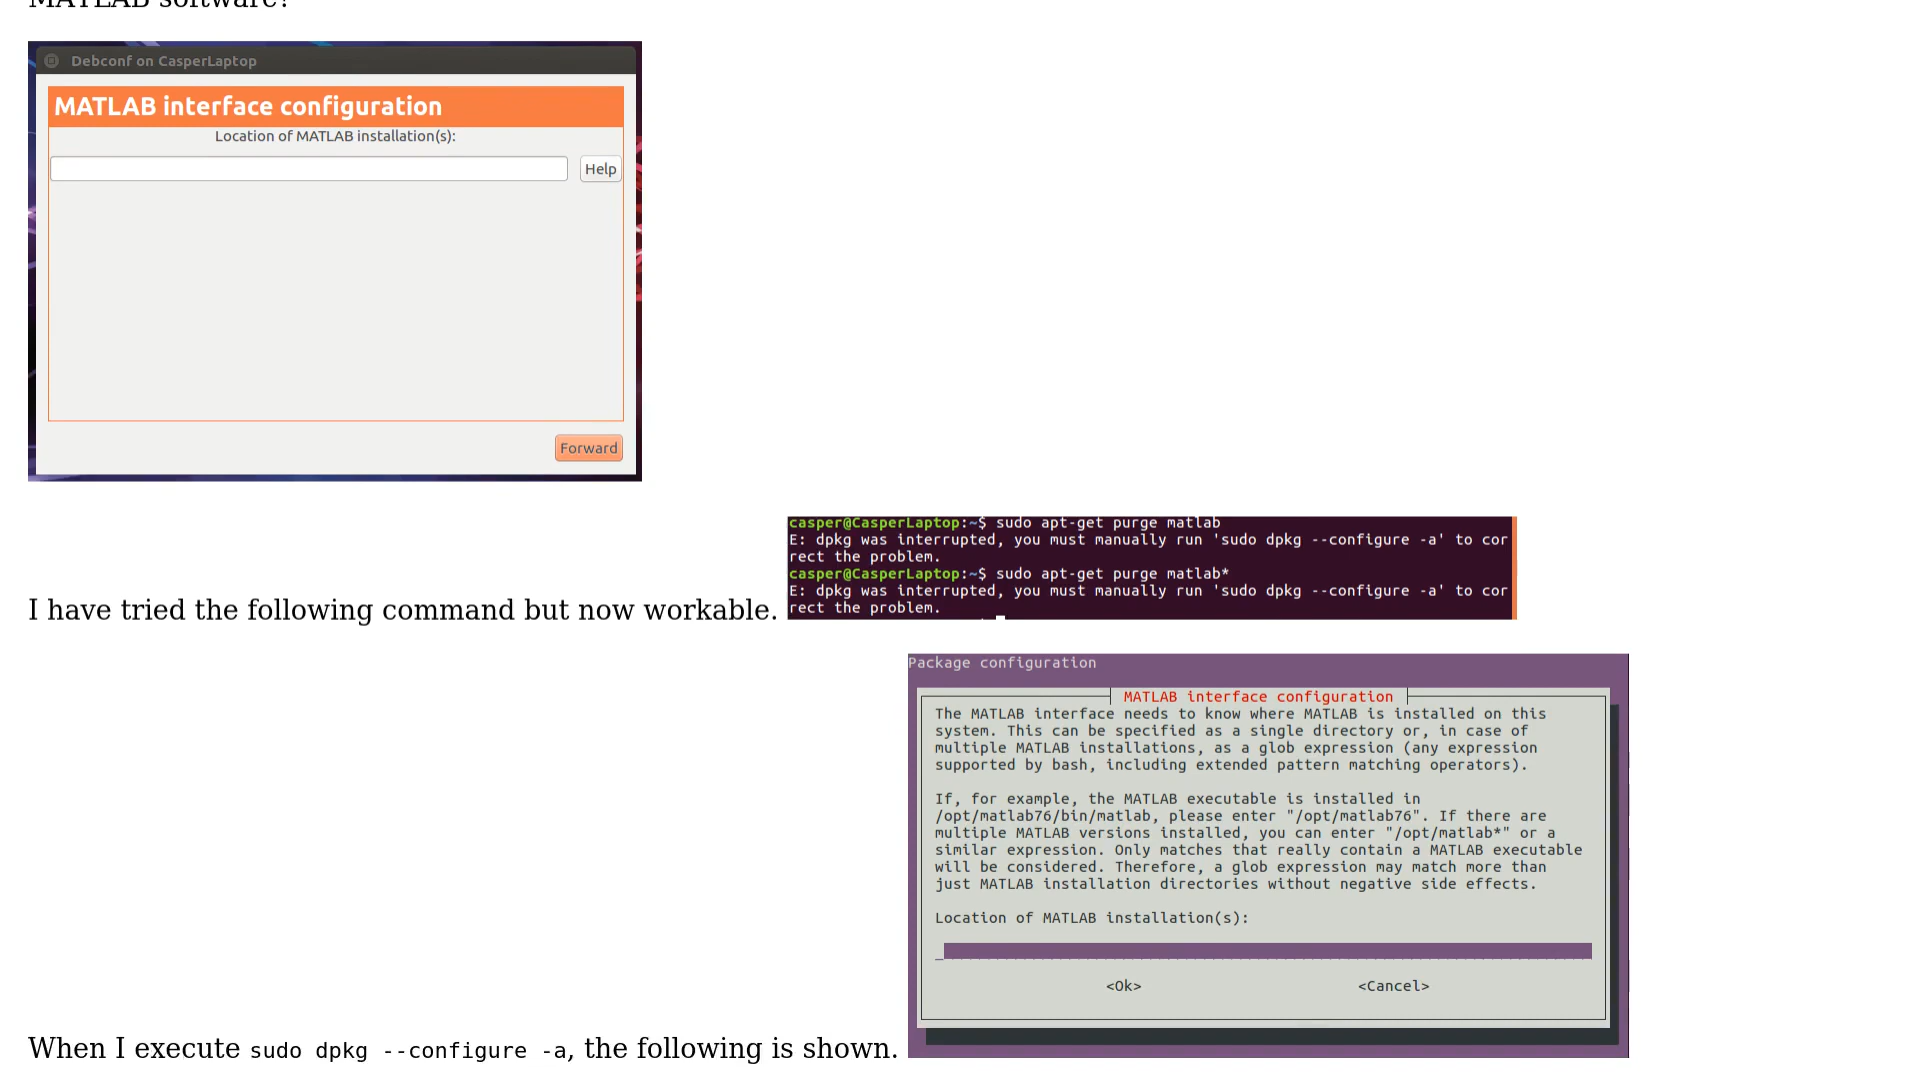 MATLAB software?
Debconf on CasperLaptop
MATLAB interface configuration
Location of MATLAB installation(s):
Help
Forward
casper@CasperLaptop:~$ sudo apt-get purge matlab
E: dpkg was interrupted, you must manually run 'sudo dpkg --configure -a' to cor
rect the problem.
casper@CasperLaptop:~$ sudo apt-get purge matlab*
E: dpkg was interrupted, you must manually run 'sudo dpkg --configure -a' to cor
rect the problem.
I have tried the following command but now workable.
Package configuration
MATLAB interface configuration
The MATLAB interface needs to know where MATLAB is installed on this
system. This can be specified as a single directory or, in case of
multiple MATLAB installations, as a glob expression (any expression
supported by bash, including extended pattern matching operators).
If, for example, the MATLAB executable is installed in
/opt/matlab76/bin/matlab, please enter "/opt/matlab76". If there are
multiple MATLAB versions installed, you can enter "/opt/matlab*" or a
similar expression. Only matches that really contain a MATLAB executable
will be considered. Therefore, a glob expression may match more than
just MATLAB installation directories without negative side effects.
Location of MATLAB installation(s):
<Ok> <Cancel>
When I execute sudo dpkg --configure -a, the following is shown.